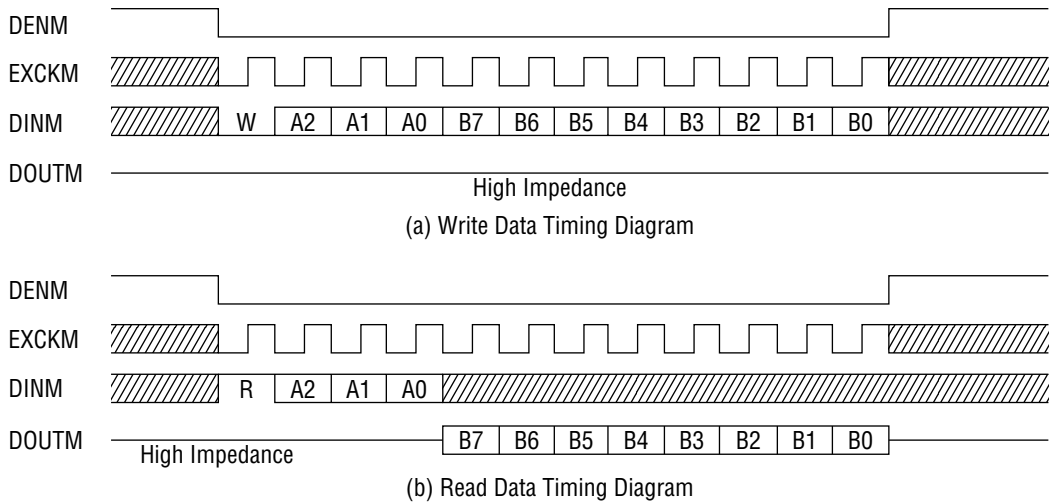 DENM
EXCKM
DINM W A2 A1 A0 B7 B6 B5 B4 B3 B2 B1 B0
DOUTM
High Impedance
(a) Write Data Timing Diagram
DENM
EXCKM
DINM R A2 A1 A0
DOUTM B7 B6 B5 B4 B3 B2 B1 B0
High Impedance
(b) Read Data Timing Diagram